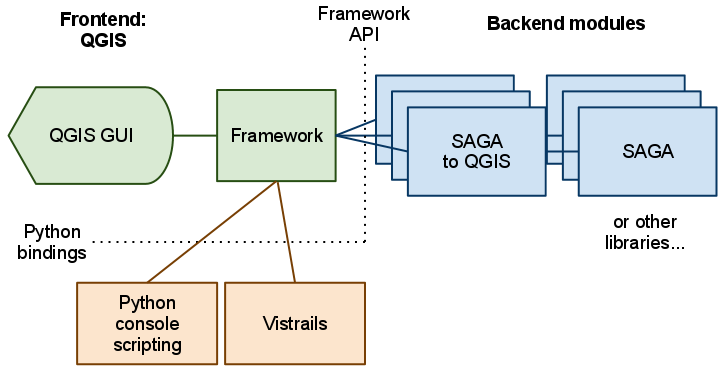 Frontend:
QGIS
Framework
API
Backend modules
QGIS GUI
Framework
SAGA
to QGIS
SAGA
or other
libraries...
Python
bindings
Python
console
scripting
Vistrails